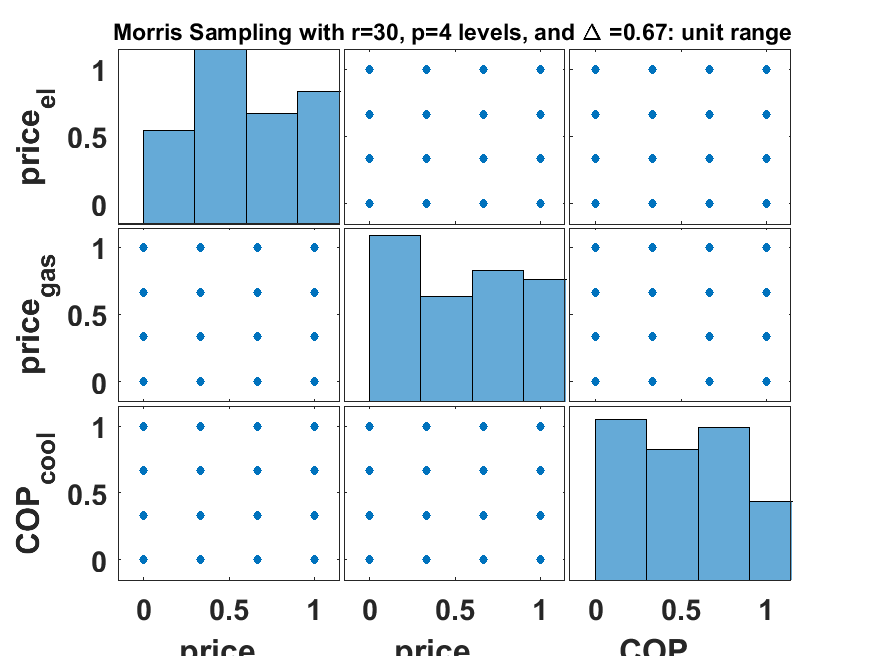 Morris Sampling with r=30, p=4 levels, and Δ =0.67: unit range
price_el
1
0.5
0
price_gas
1
0.5
0
COP_cool
1
0.5
0
0 0.5 1 0 0.5 1 0 0.5 1
price price COP